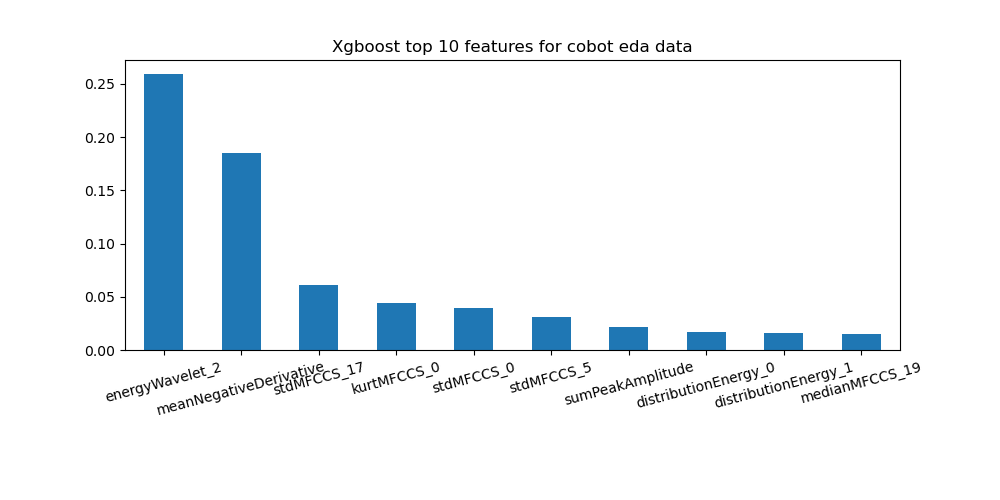 Xgboost top 10 features for cobot eda data
0.25
0.20
0.15
0.10
0.05
0.00
energyWavelet_2
meanNegativeDerivative
stdMFCCS_17
kurtMFCCS_0
stdMFCCS_0
stdMFCCS_5
sumPeakAmplitude
distributionEnergy_0
distributionEnergy_1
medianMFCCS_19